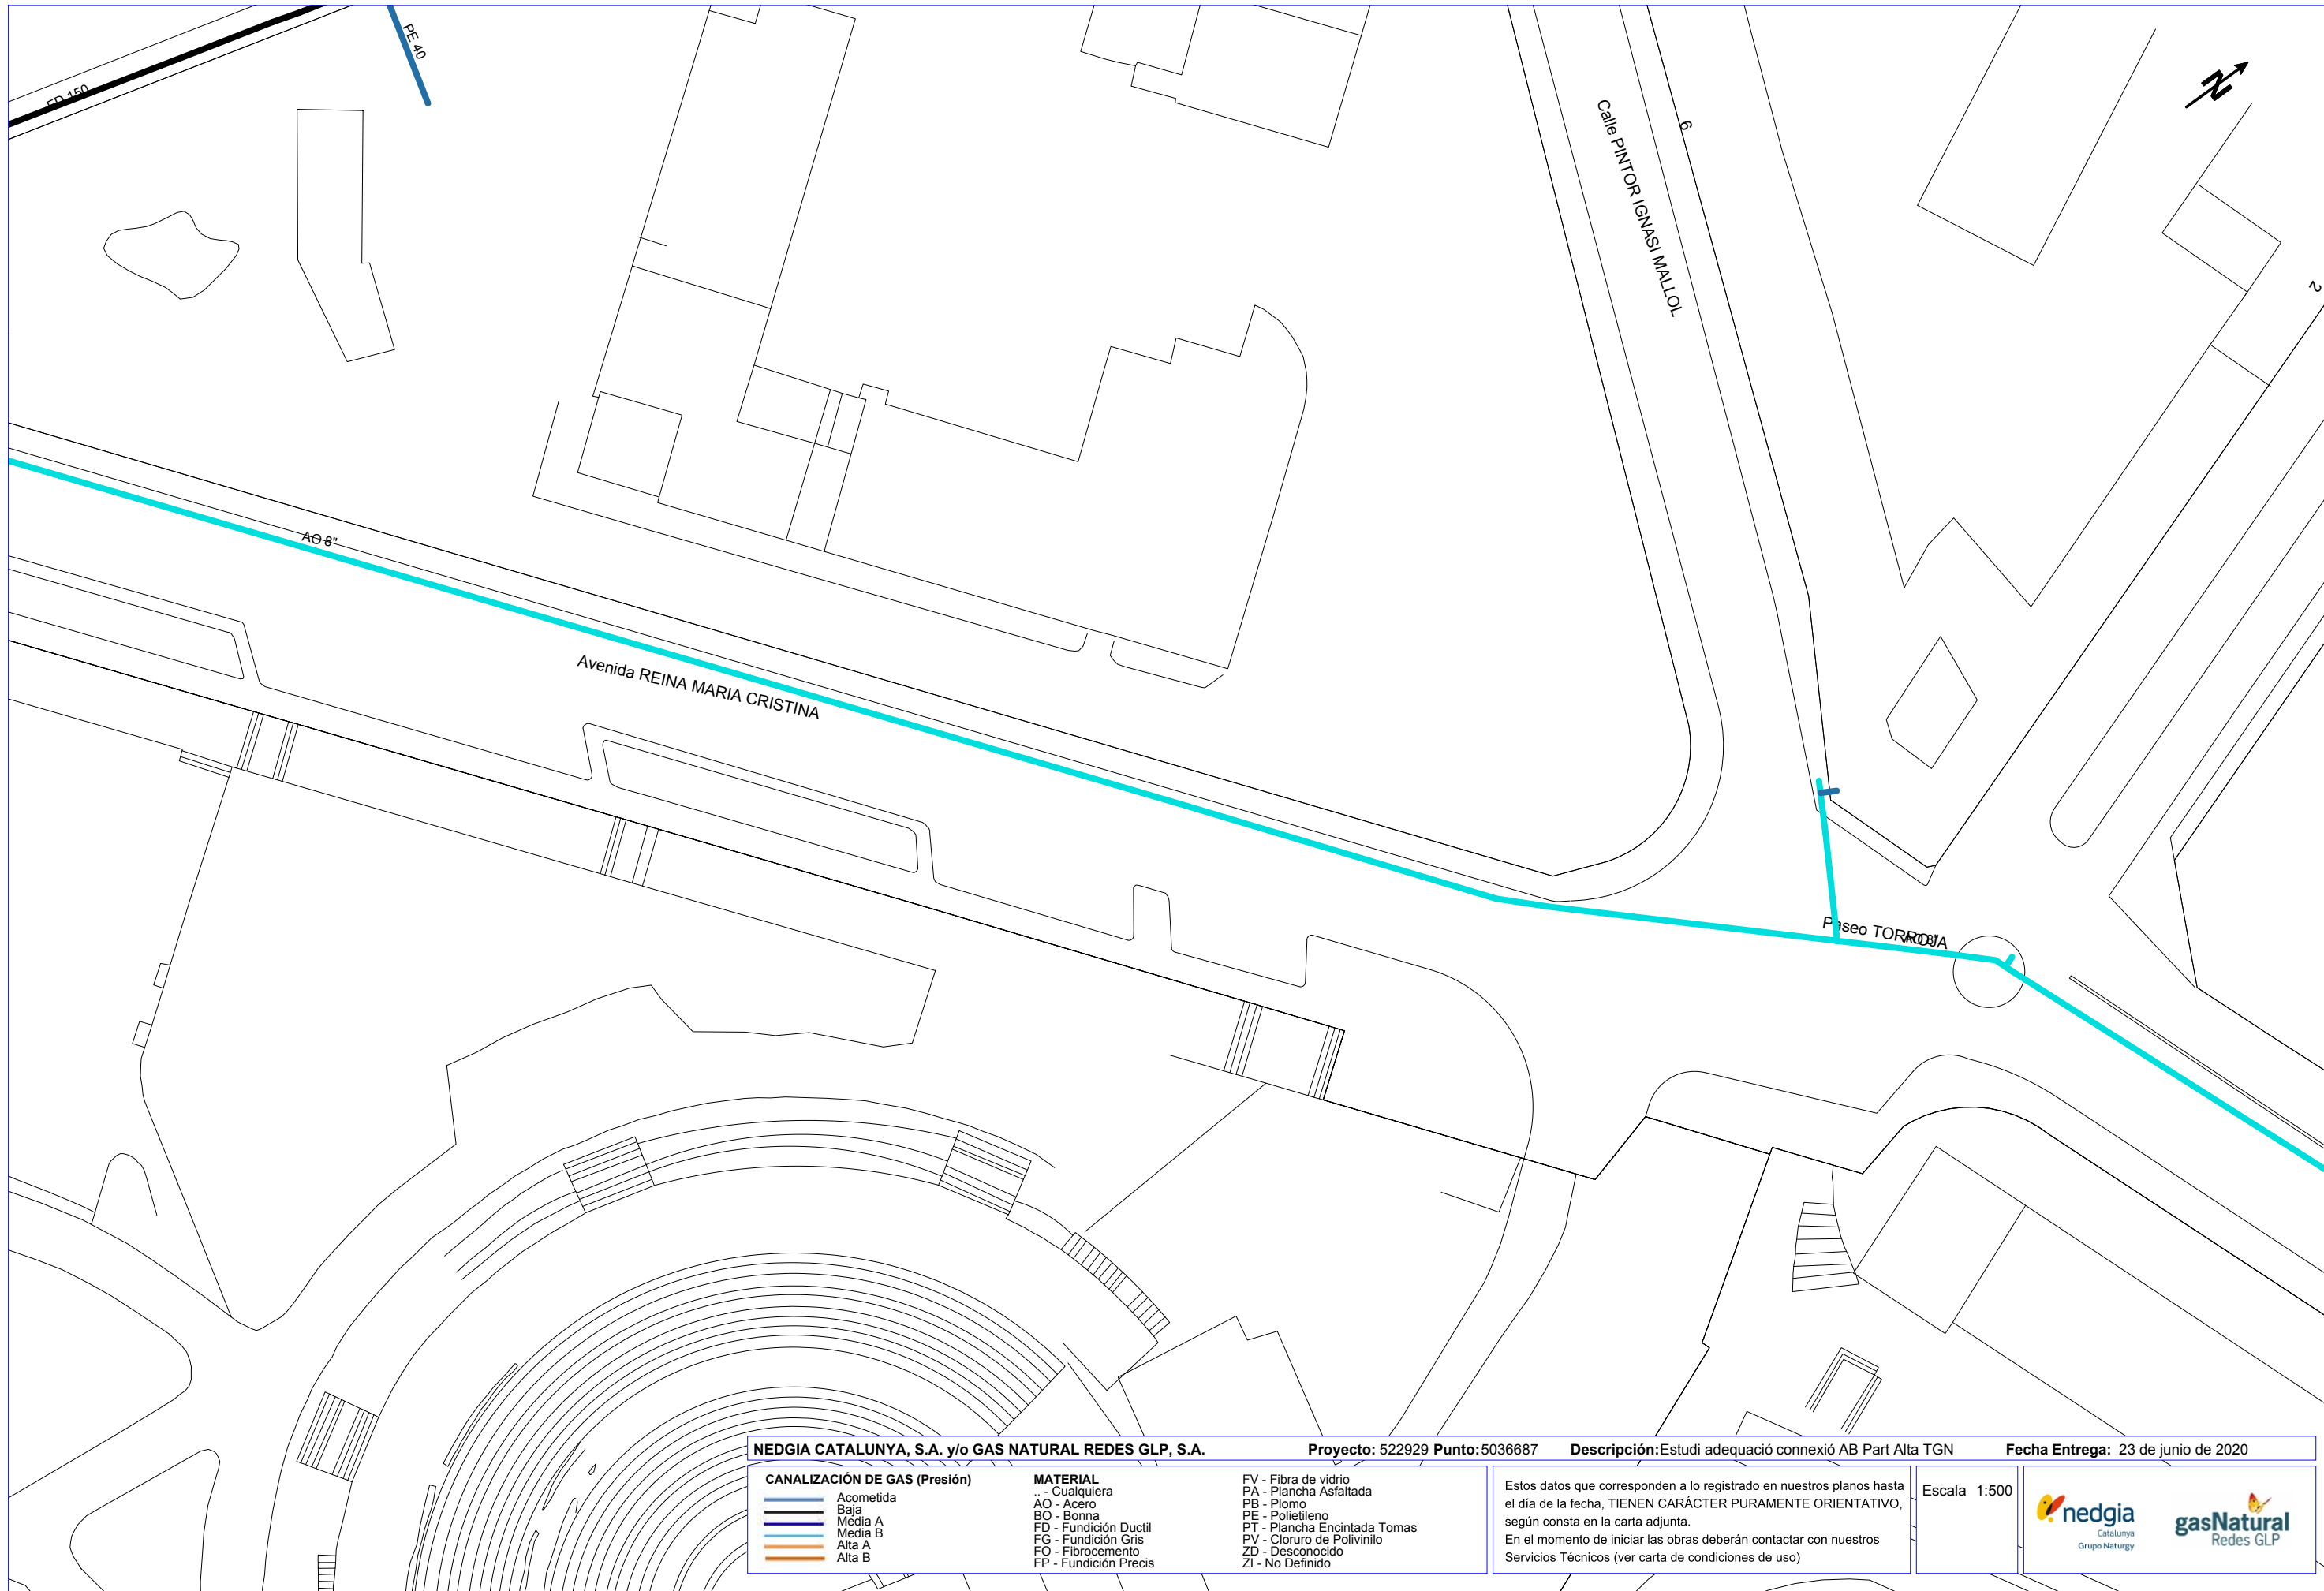 PE 40
FD 150
N
Calle PINTOR IGNASI MALLOL
6
2
AO 8"
Avenida REINA MARIA CRISTINA
Paseo TORROJA
AO 8"
NEDGIA CATALUNYA, S.A. y/o GAS NATURAL REDES GLP, S.A. Proyecto: 522929 Punto:5036687 Descripción:Estudi adequació connexió AB Part Alta TGN Fecha Entrega: 23 de junio de 2020
CANALIZACIÓN DE GAS (Presión)
Acometida
Baja
Media A
Media B
Alta A
Alta B
MATERIAL
.. - Cualquiera
AO - Acero
BO - Bonna
FD - Fundición Ductil
FG - Fundición Gris
FO - Fibrocemento
FP - Fundición Precis
FV - Fibra de vidrio
PA - Plancha Asfaltada
PB - Plomo
PE - Polietileno
PT - Plancha Encintada Tomas
PV - Cloruro de Polivinilo
ZD - Desconocido
ZI - No Definido
Estos datos que corresponden a lo registrado en nuestros planos hasta
el día de la fecha, TIENEN CARÁCTER PURAMENTE ORIENTATIVO,
según consta en la carta adjunta.
En el momento de iniciar las obras deberán contactar con nuestros
Servicios Técnicos (ver carta de condiciones de uso)
Escala 1:500
nedgia
Catalunya
Grupo Naturgy
gasNatural
Redes GLP